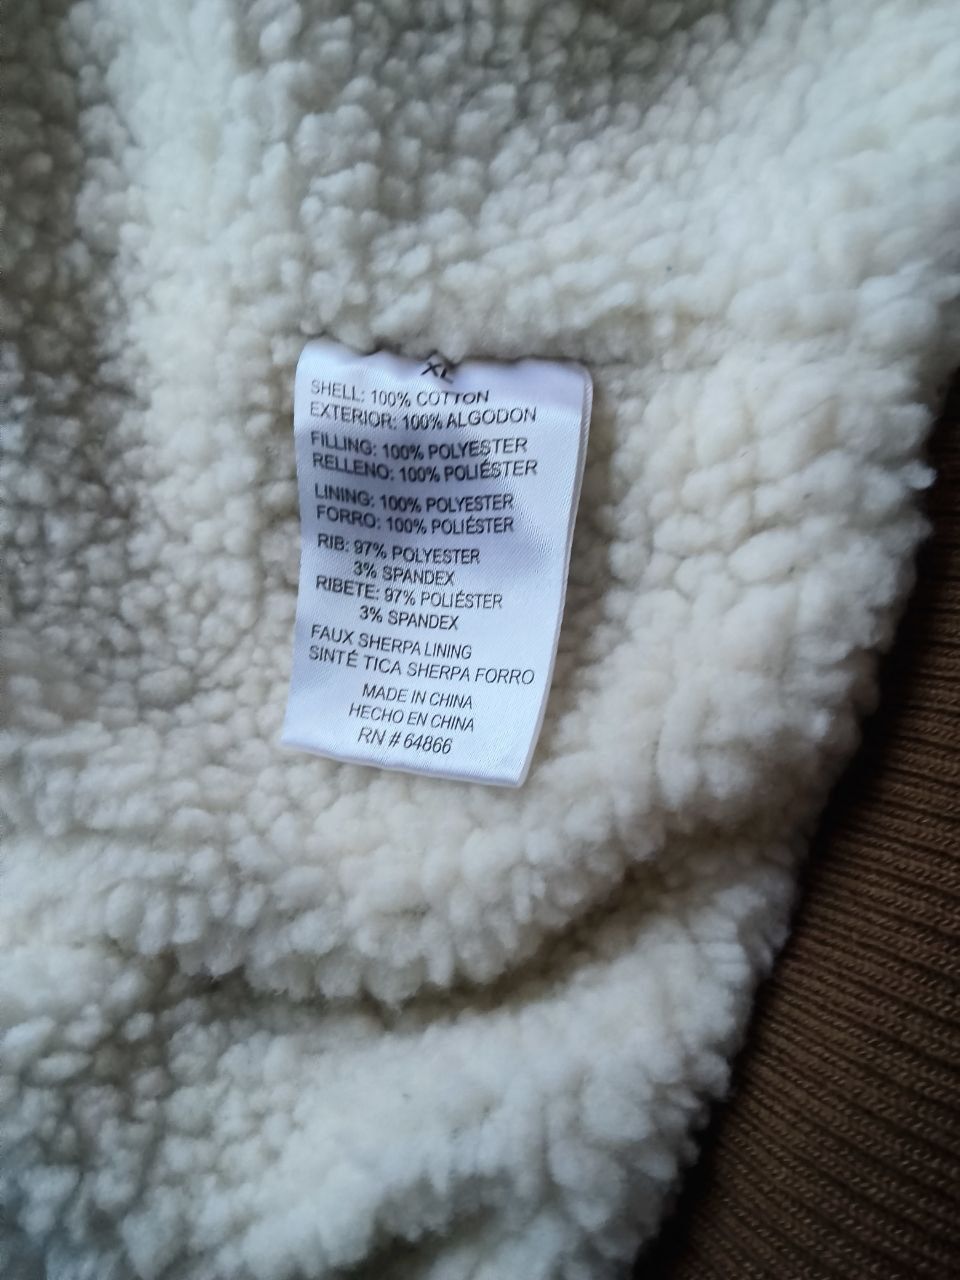 XL
SHELL: 100% COTTON
EXTERIOR: 100% ALGODON
FILLING: 100% POLYESTER
RELLENO: 100% POLIÉSTER
LINING: 100% POLYESTER
FORRO: 100% POLIÉSTER
RIB: 97% POLYESTER
3% SPANDEX
RIBETE: 97% POLIÉSTER
3% SPANDEX
FAUX SHERPA LINING
SINTÉ TICA SHERPA FORRO
MADE IN CHINA
HECHO EN CHINA
RN # 64866